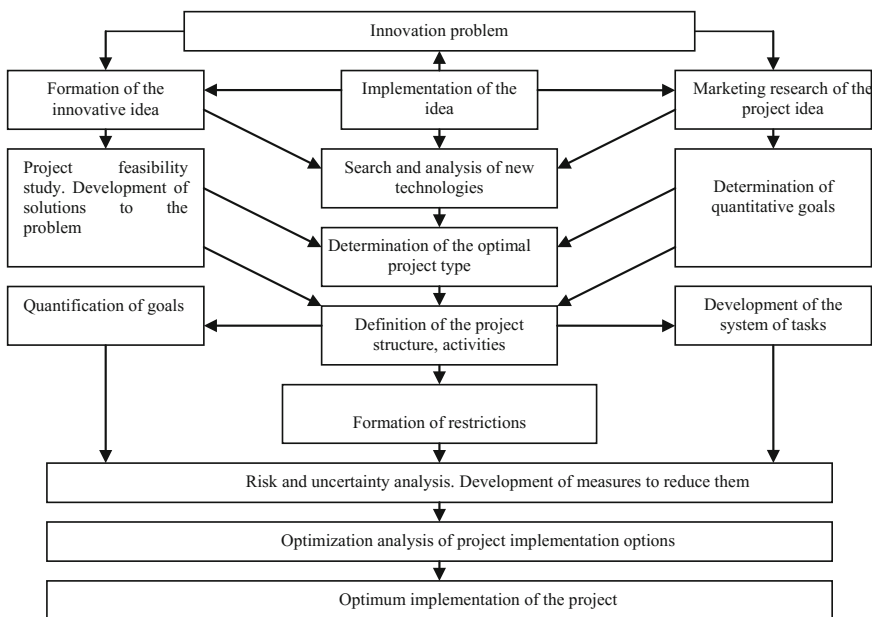 Innovation problem
Formation of the
innovative idea
Implementation of the
idea
Marketing research of the
project idea
Project feasibility
study. Development of
solutions to the
problem
Search and analysis of new
technologies
Determination of
quantitative goals
Determination of the optimal
project type
Quantification of goals
Definition of the project
structure, activities
Development of the
system of tasks
Formation of restrictions
Risk and uncertainty analysis. Development of measures to reduce them
Optimization analysis of project implementation options
Optimum implementation of the project